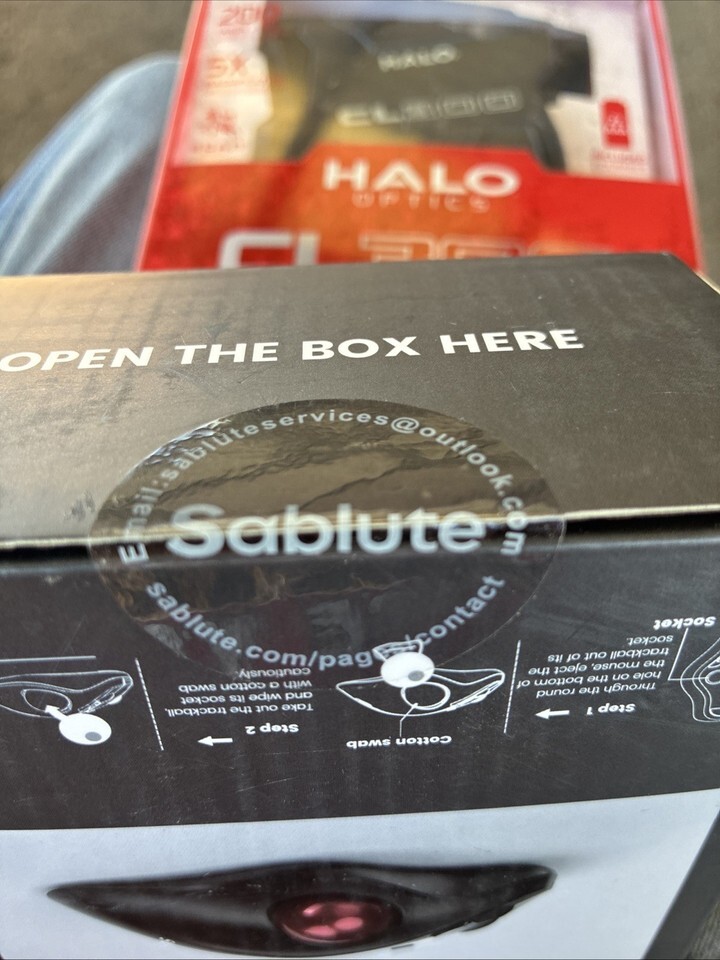 HALO
CL300
HALO
OPTICS
CL300
OPEN THE BOX HERE
Email:sabluteservices@outlook.com
Sablute
sablute.com/pages/contact
Socket
Step 1
Through the round
hole on the bottom of
the mouse, eject the
trackball out of its
socket.
Cotton swab
Step 2
Take out the trackball,
and wipe its socket
with a cotton swab
cautiously.